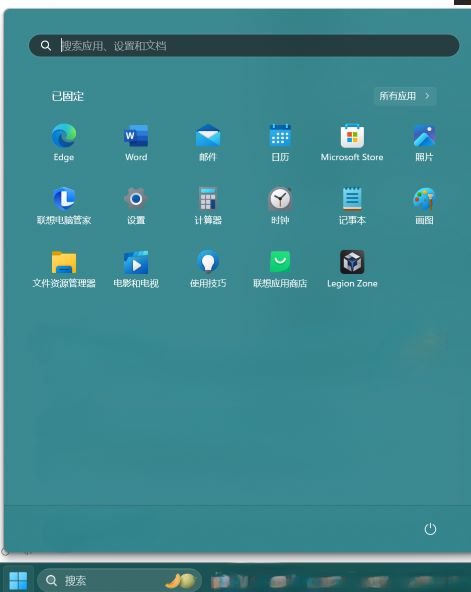 搜索应用、设置和文档
已固定
所有应用
Edge
Word
邮件
日历
Microsoft Store
照片
联想电脑管家
设置
计算器
时钟
记事本
画图
文件资源管理器
电影和电视
使用技巧
联想应用商店
Legion Zone
搜索